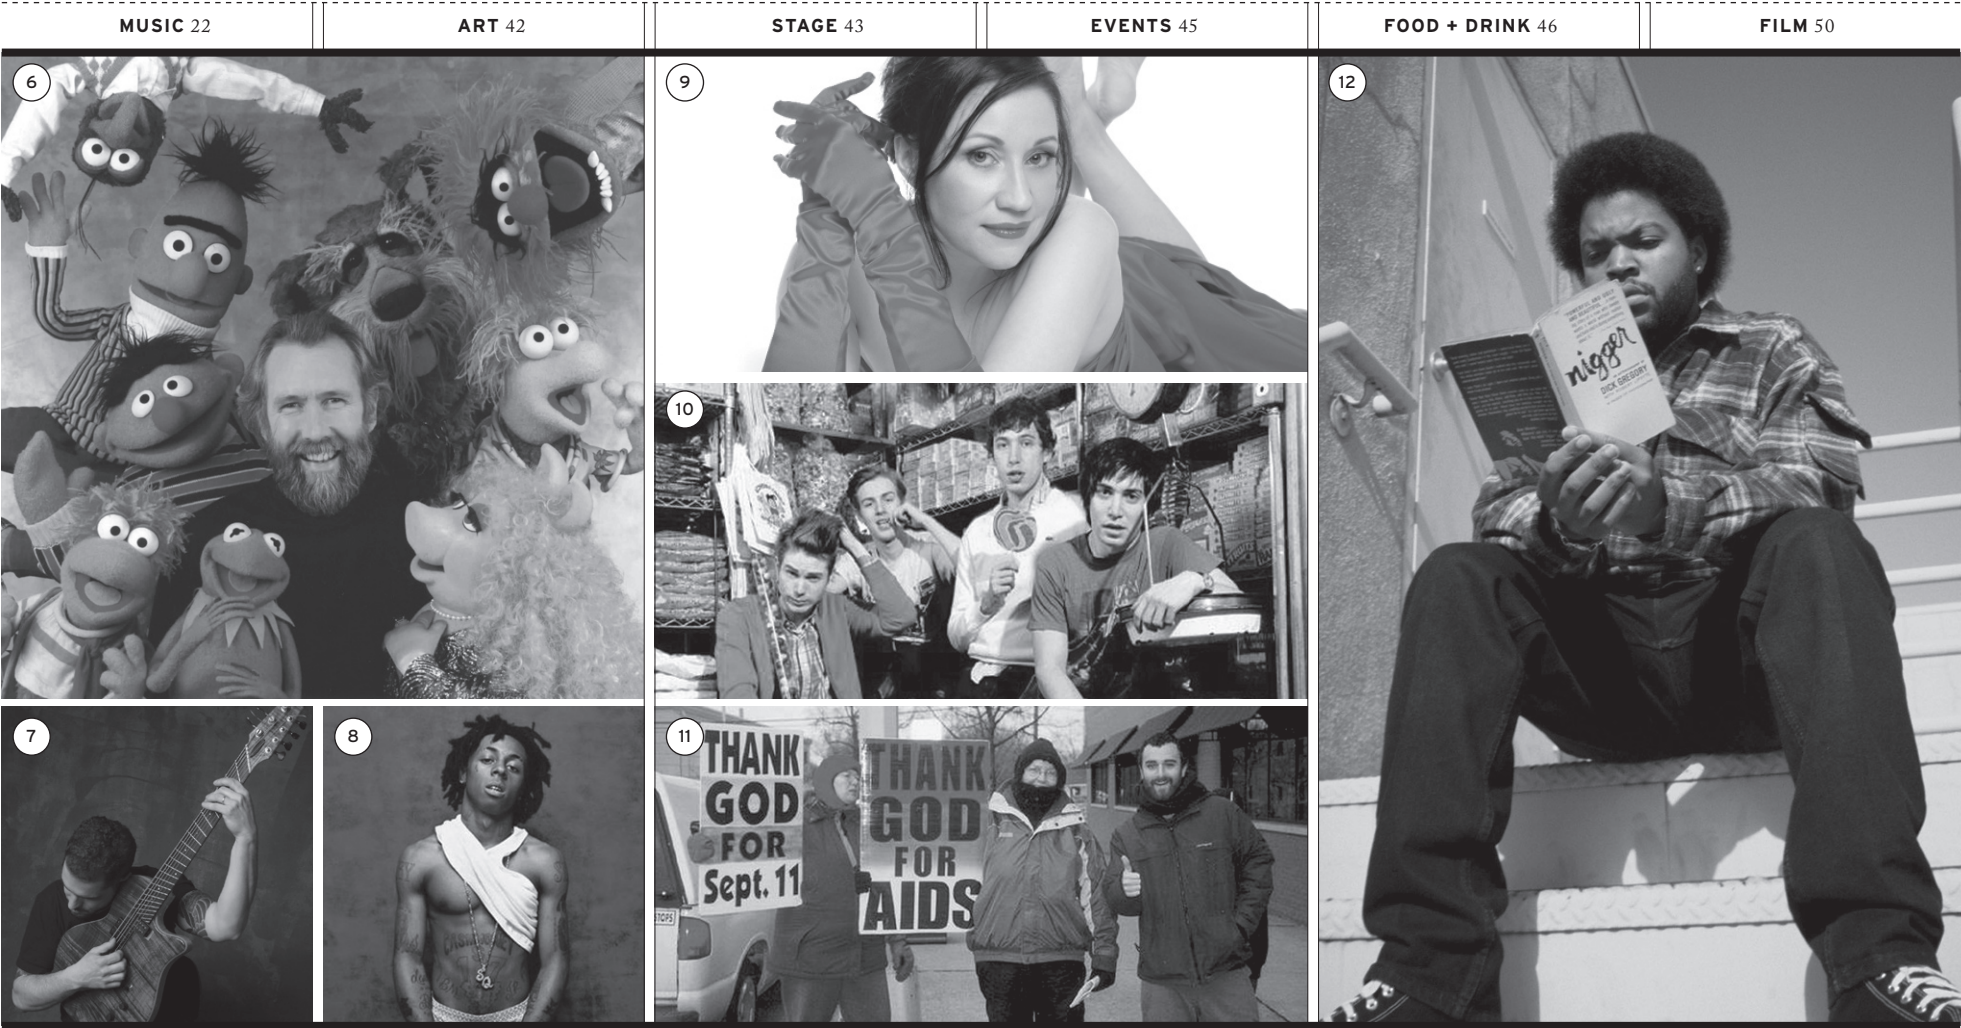 MUSIC 22
ART 42
STAGE 43
EVENTS 45
FOOD + DRINK 46
FILM 50
6
9
12
nigger
DICK GREGORY
10
7
8
11
THANK
GOD
FOR
Sept. 11
THANK
GOD
FOR
AIDS